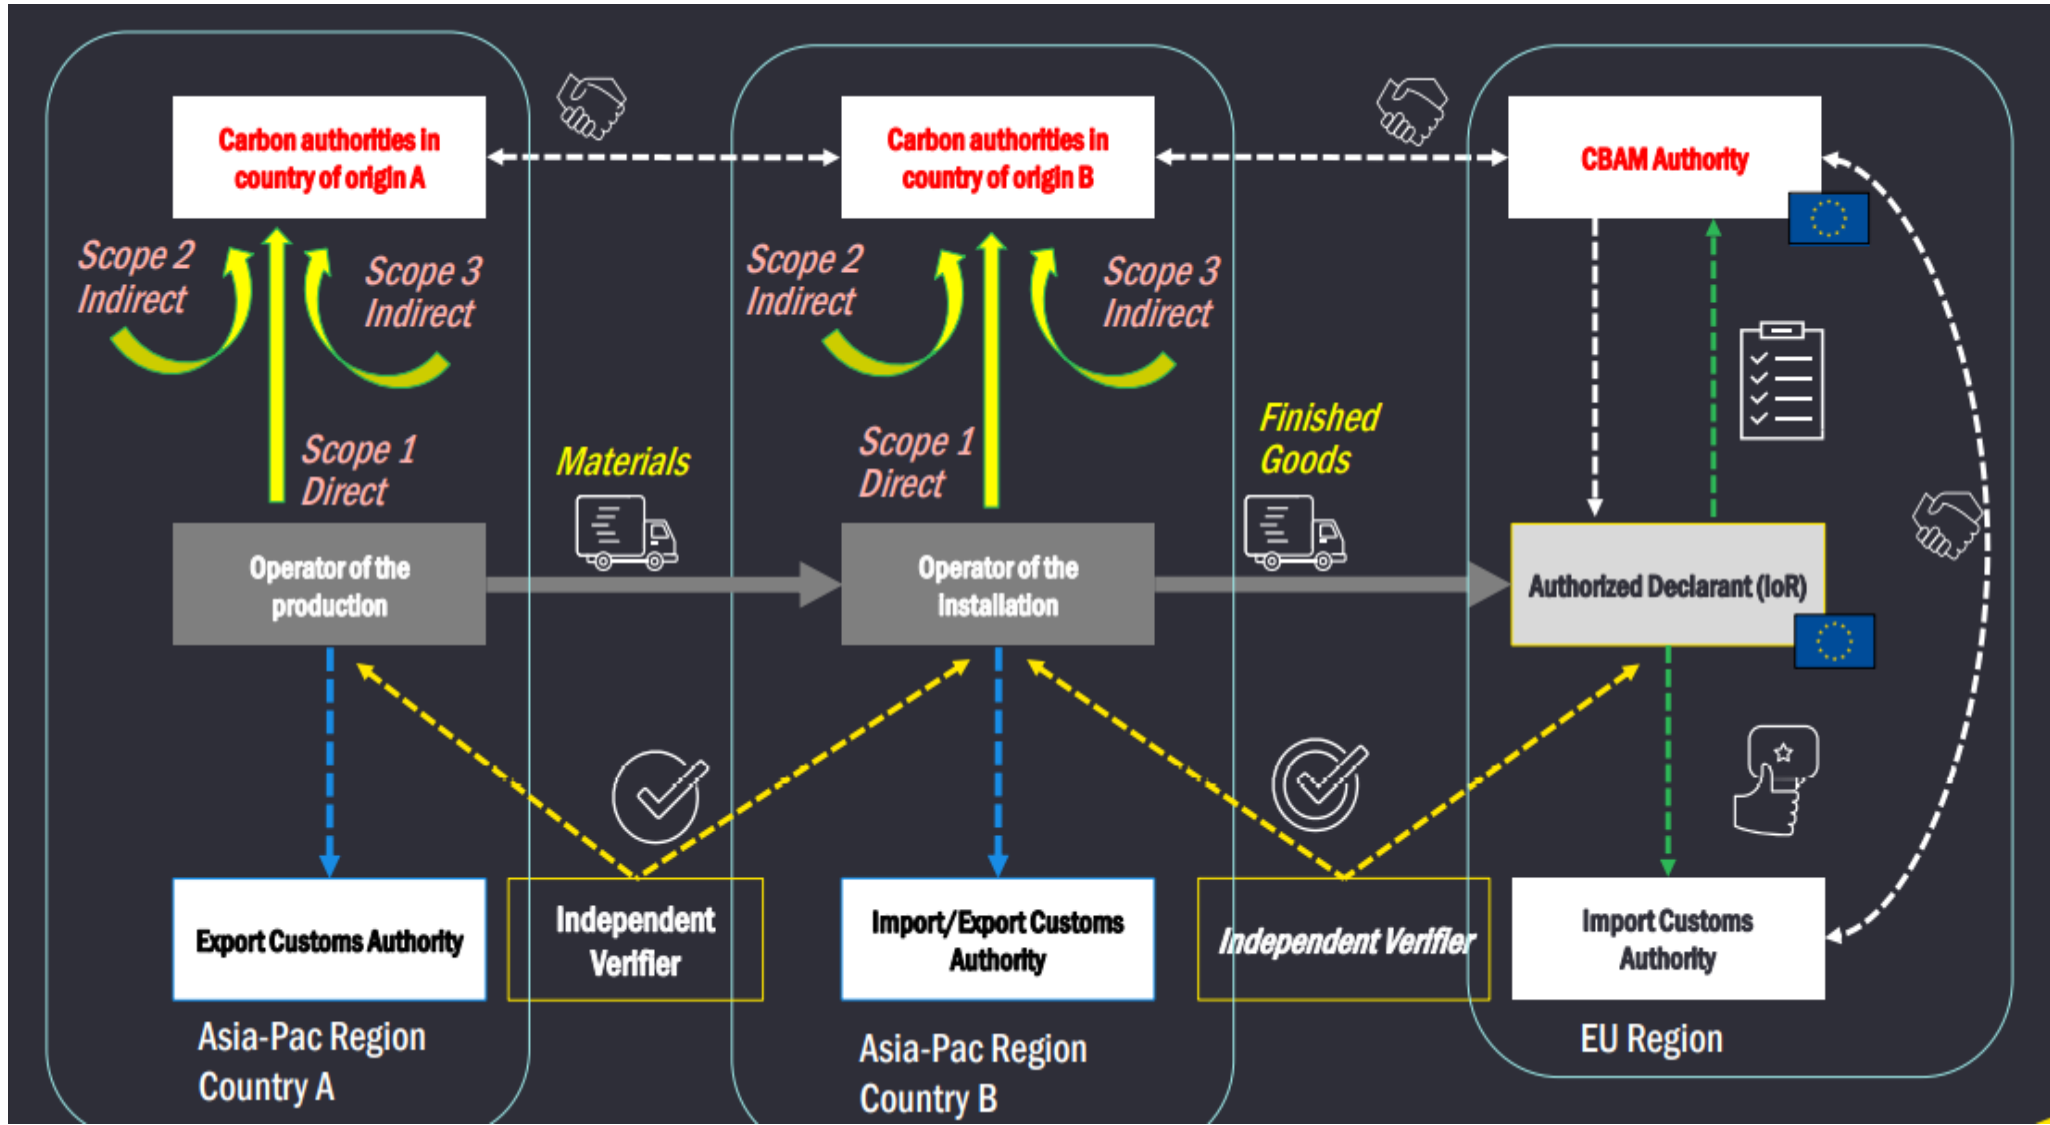 Carbon authorities in
country of origin A
Carbon authorities in
country of origin B
CBAM Authority
Scope 2
Indirect
Scope 3
Indirect
Scope 2
Indirect
Scope 3
Indirect
Scope 1
Direct
Materials
Scope 1
Direct
Finished
Goods
Operator of the
production
Operator of the
installation
Authorized Declarant (IoR)
Export Customs Authority
Independent
Verifier
Import/Export Customs
Authority
Independent Verifier
Import Customs
Authority
Asia-Pac Region
Country A
Asia-Pac Region
Country B
EU Region